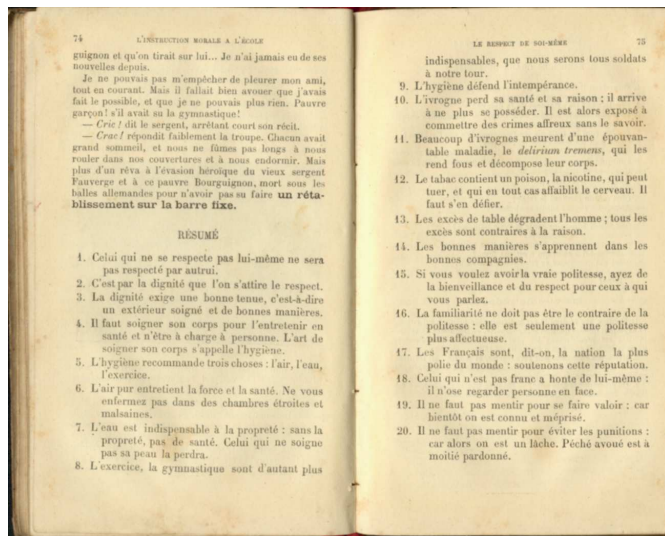 74
L'INSTRUCTION MORALE A L'ÉCOLE
guignon et qu'on tirait sur lui... Je n'ai jamais eu de ses
nouvelles depuis.
Je ne pouvais pas m'empêcher de pleurer mon ami,
tout en courant. Mais il fallait bien avouer que j'avais
fait le possible, et que je ne pouvais plus rien. Pauvre
garçon! s'il avait su la gymnastique!
— Cric! dit le sergent, arrêtant court son récit.
— Crac! répondit faiblement la troupe. Chacun avait
grand sommeil, et nous ne fûmes pas longs à nous
rouler dans nos couvertures et à nous endormir. Mais
plus d'un rêva à l'évasion héroïque du vieux sergent
Fauverge et à ce pauvre Bourguignon, mort sous les
balles allemandes pour n'avoir pas su faire un réta-
blissement sur la barre fixe.
RÉSUMÉ
1. Celui qui ne se respecte pas lui-même ne sera
pas respecté par autrui.
2. C'est par la dignité que l'on s'attire le respect.
3. La dignité exige une bonne tenue, c'est-à-dire
un extérieur soigné et de bonnes manières.
4. Il faut soigner son corps pour l'entretenir en
santé et n'être à charge à personne. L'art de
soigner son corps s'appelle l'hygiène.
5. L'hygiène recommande trois choses : l'air, l'eau,
l'exercice.
6. L'air pur entretient la force et la santé. Ne vous
enfermez pas dans des chambres étroites et
malsaines.
7. L'eau est indispensable à la propreté : sans la
propreté, pas de santé. Celui qui ne soigne
pas sa peau la perdra.
8. L'exercice, la gymnastique sont d'autant plus
LE RESPECT DE SOI-MÊME
75
indispensables, que nous serons tous soldats
à notre tour.
9. L'hygiène défend l'intempérance.
10. L'ivrogne perd sa santé et sa raison ; il arrive
à ne plus se posséder. Il est alors exposé à
commettre des crimes affreux sans le savoir.
11. Beaucoup d'ivrognes meurent d'une épouvan-
table maladie, le delirium tremens, qui les
rend fous et décompose leur corps.
12. Le tabac contient un poison, la nicotine, qui peut
tuer, et qui en tout cas affaiblit le cerveau. Il
faut s'en défier.
13. Les excès de table dégradent l'homme ; tous les
excès sont contraires à la raison.
14. Les bonnes manières s'apprennent dans les
bonnes compagnies.
15. Si vous voulez avoir la vraie politesse, ayez de
la bienveillance et du respect pour ceux à qui
vous parlez.
16. La familiarité ne doit pas être le contraire de la
politesse : elle est seulement une politesse
plus affectueuse.
17. Les Français sont, dit-on, la nation la plus
polie du monde : soutenons cette réputation.
18. Celui qui n'est pas franc a honte de lui-même :
il n'ose regarder personne en face.
19. Il ne faut pas mentir pour se faire valoir : car
bientôt on est connu et méprisé.
20. Il ne faut pas mentir pour éviter les punitions :
car alors on est un lâche. Péché avoué est à
moitié pardonné.